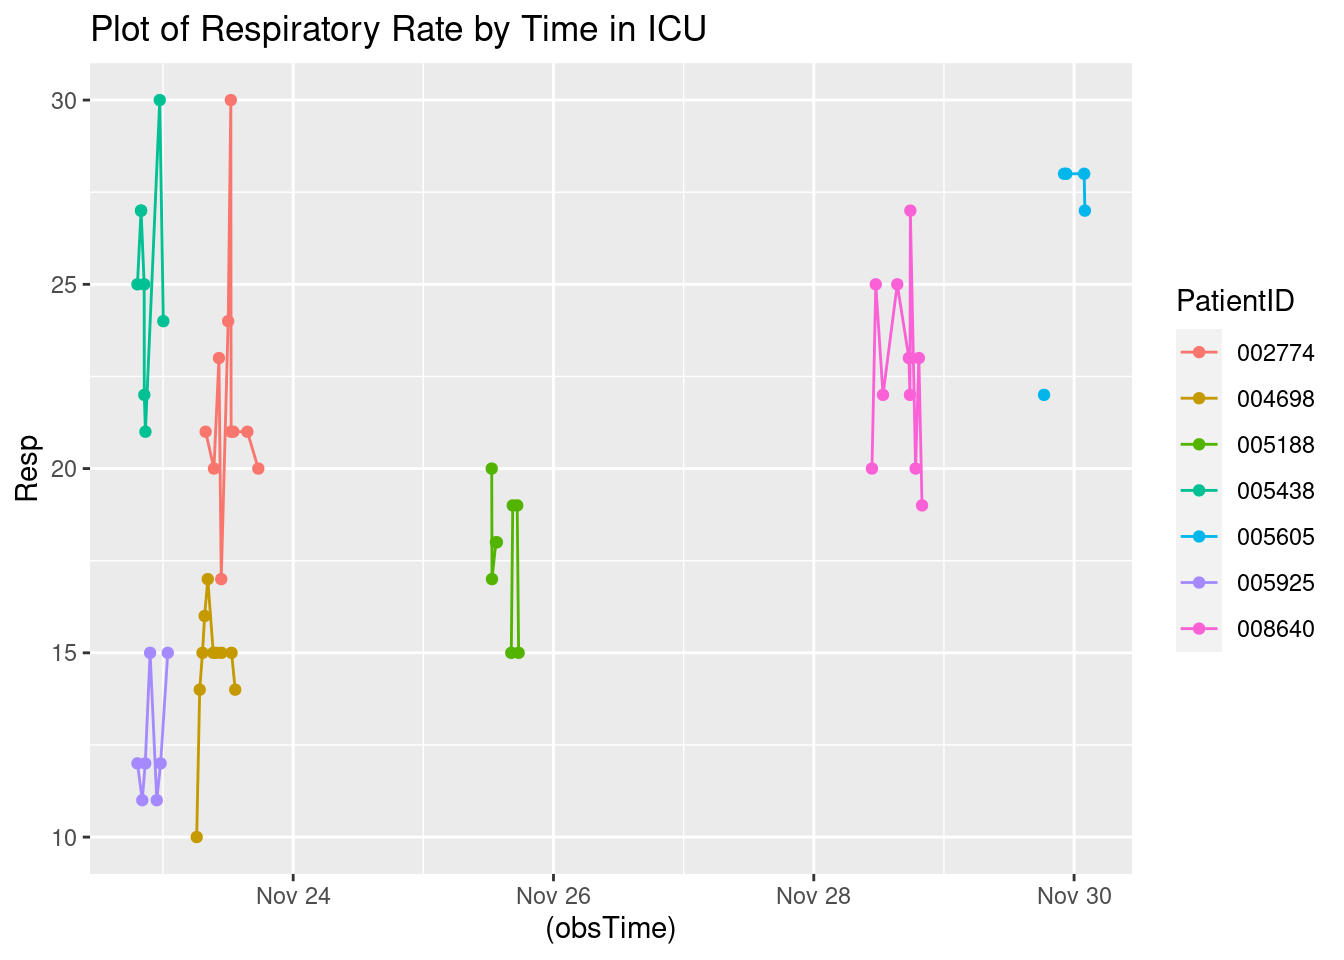 Plot of Respiratory Rate by Time in ICU
30
25
20
15
10
Resp
Nov 24 Nov 26 Nov 28 Nov 30
(obsTime)
PatientID
002774
004698
005188
005438
005605
005925
008640